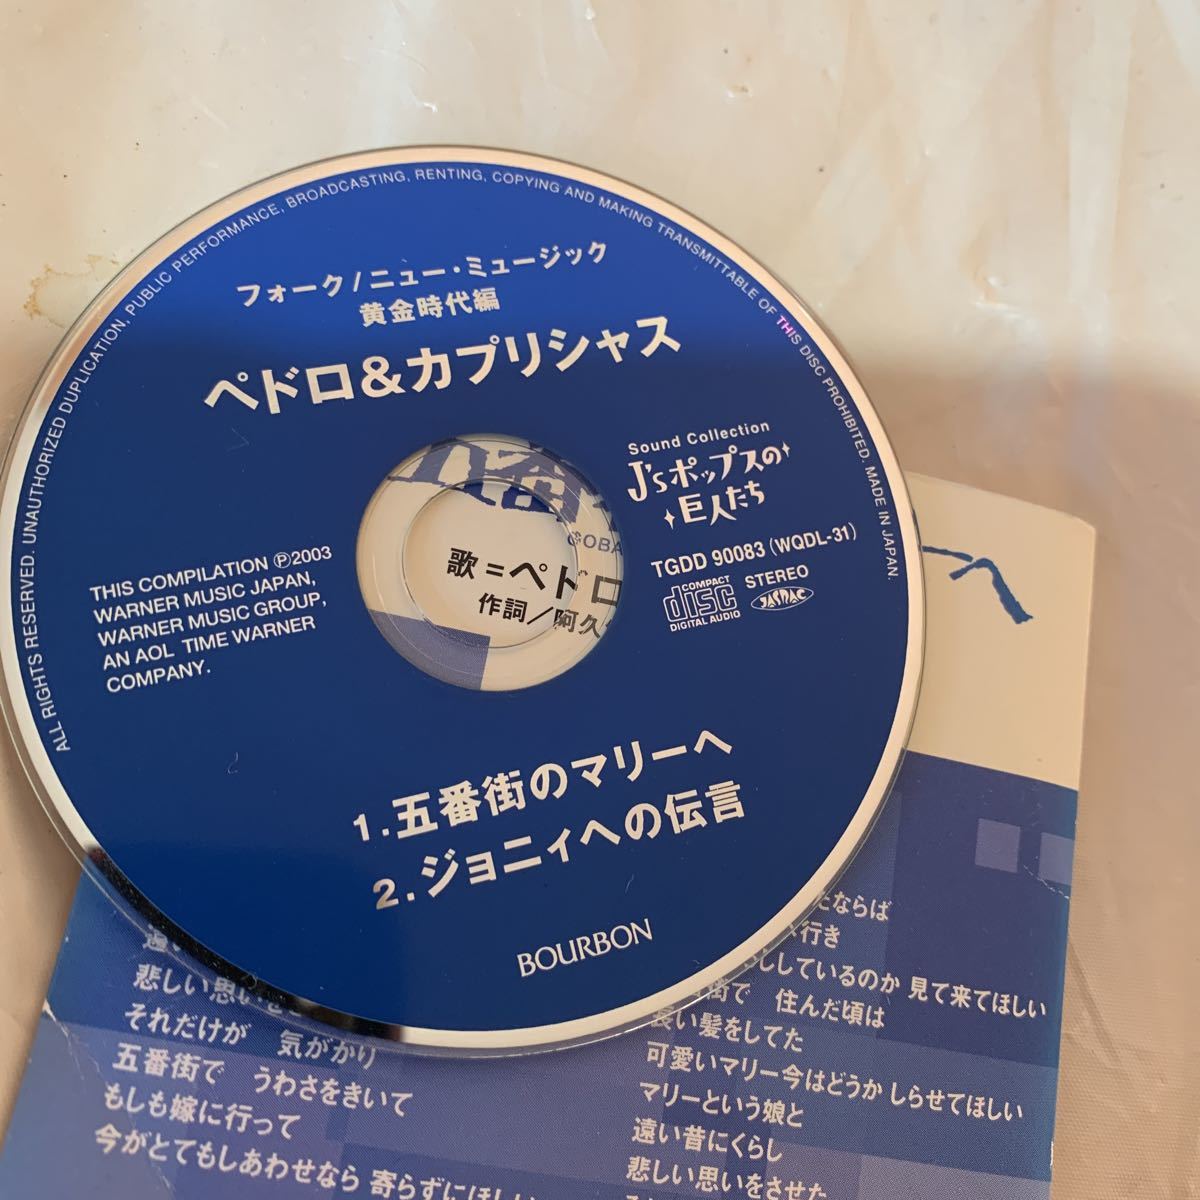 ALL RIGHTS RESERVED. UNAUTHORIZED DUPLICATION, PUBLIC PERFORMANCE, BROADCASTING, RENTING, COPYING AND MAKING TRANSMITTABLE OF THIS DISC PROHIBITED. MADE IN JAPAN.
フォーク/ニュー・ミュージック
黄金時代編
ペドロ&カプリシャス
Sound Collection
J'sポップスの
巨人たち
TGDD 90083 (WQDL-31)
COMPACT
disc
DIGITAL AUDIO
STEREO
JASRAC
THIS COMPILATION ℗2003
WARNER MUSIC JAPAN,
WARNER MUSIC GROUP,
AN AOL TIME WARNER
COMPANY.
歌=ペドロ
作詞/阿久
1.五番街のマリーへ
2.ジョニィへの伝言
BOURBON
へ
たならば
行き
しているのか 見て来てほしい
街で 住んだ頃は
長い髪をしてた
可愛いマリー今はどうか しらせてほしい
マリーという娘と
遠い昔にくらし
悲しい思いをさせた
悲しい思いを
それだけが 気がかり
五番街で うわさをきいて
もしも嫁に行って
今がとてもしあわせなら 寄らずにほしい